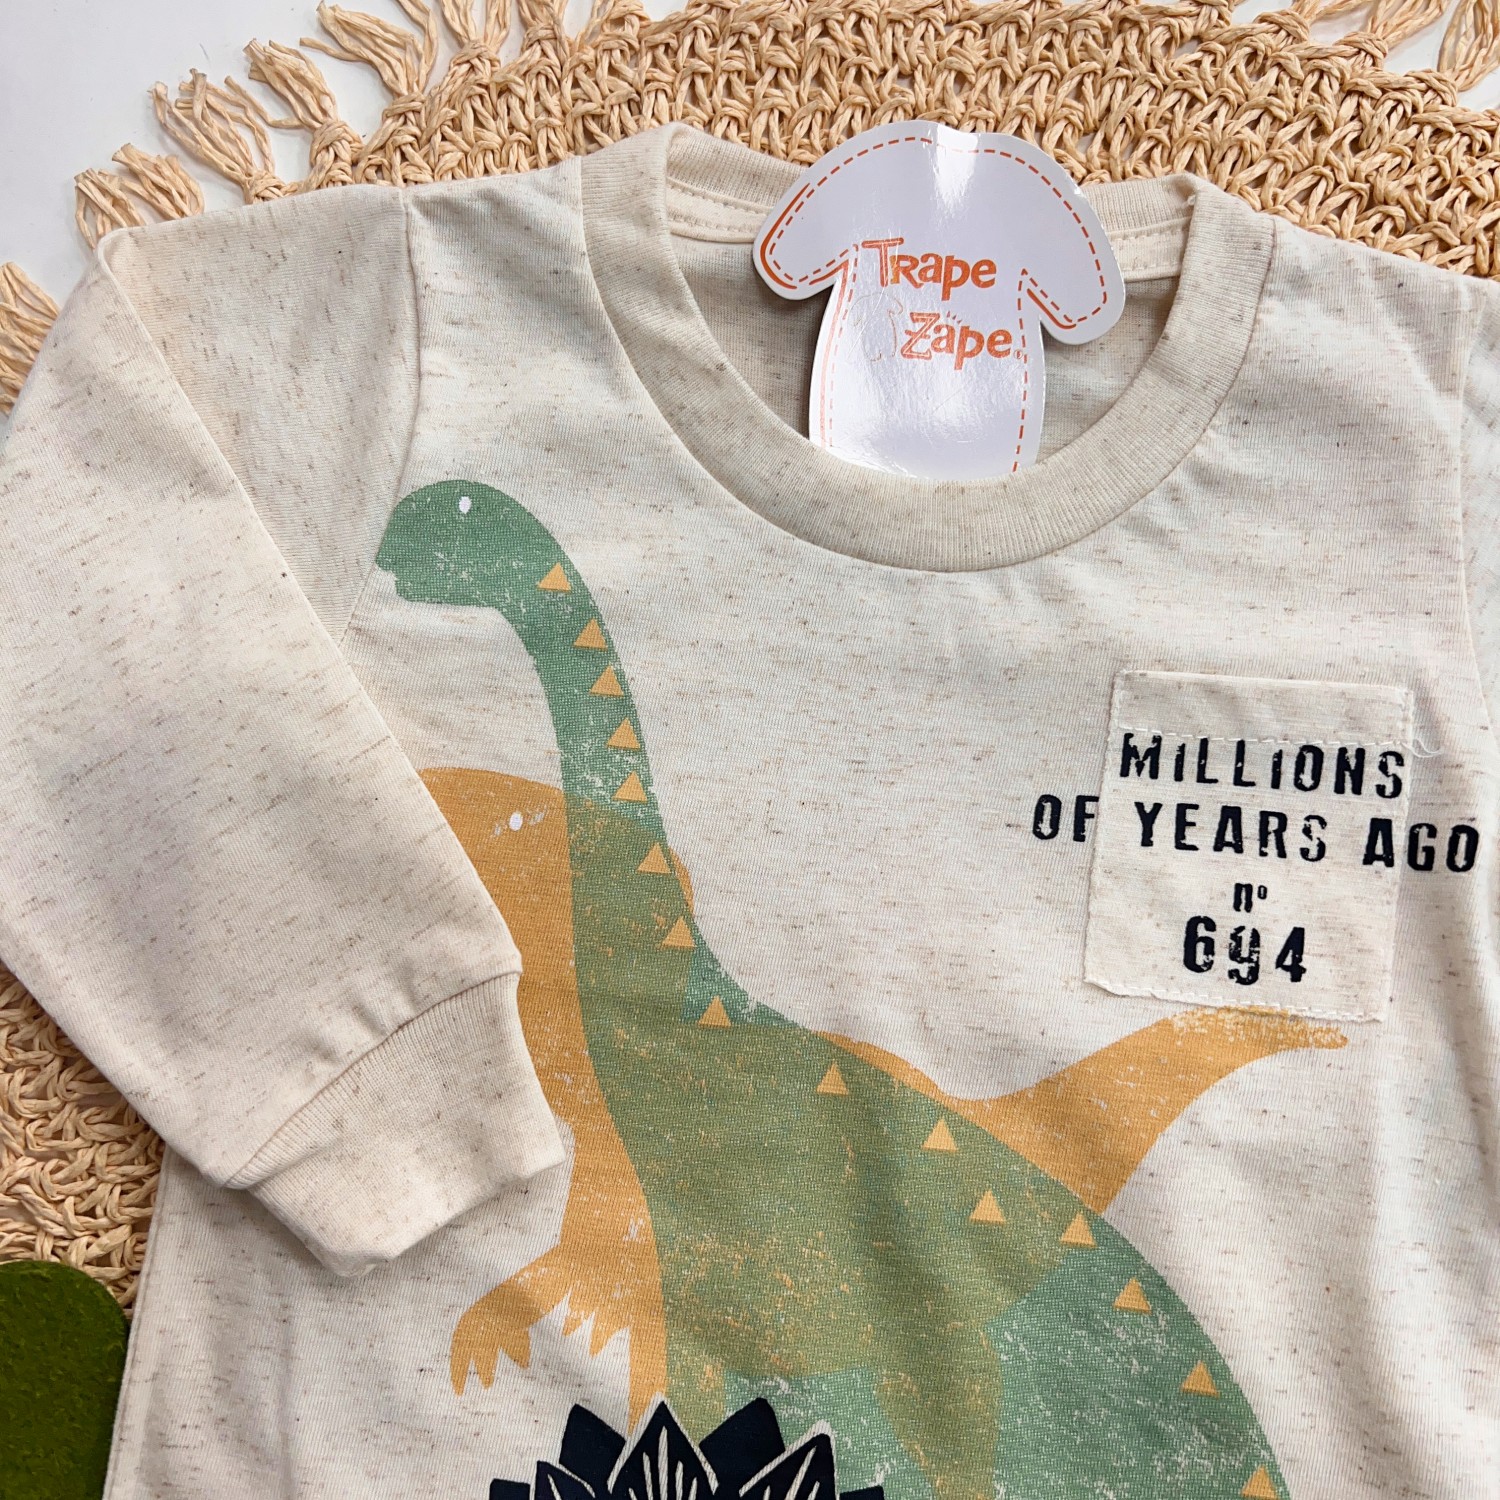 Trape
Zape
MILLIONS
OF YEARS AGO
nº
694